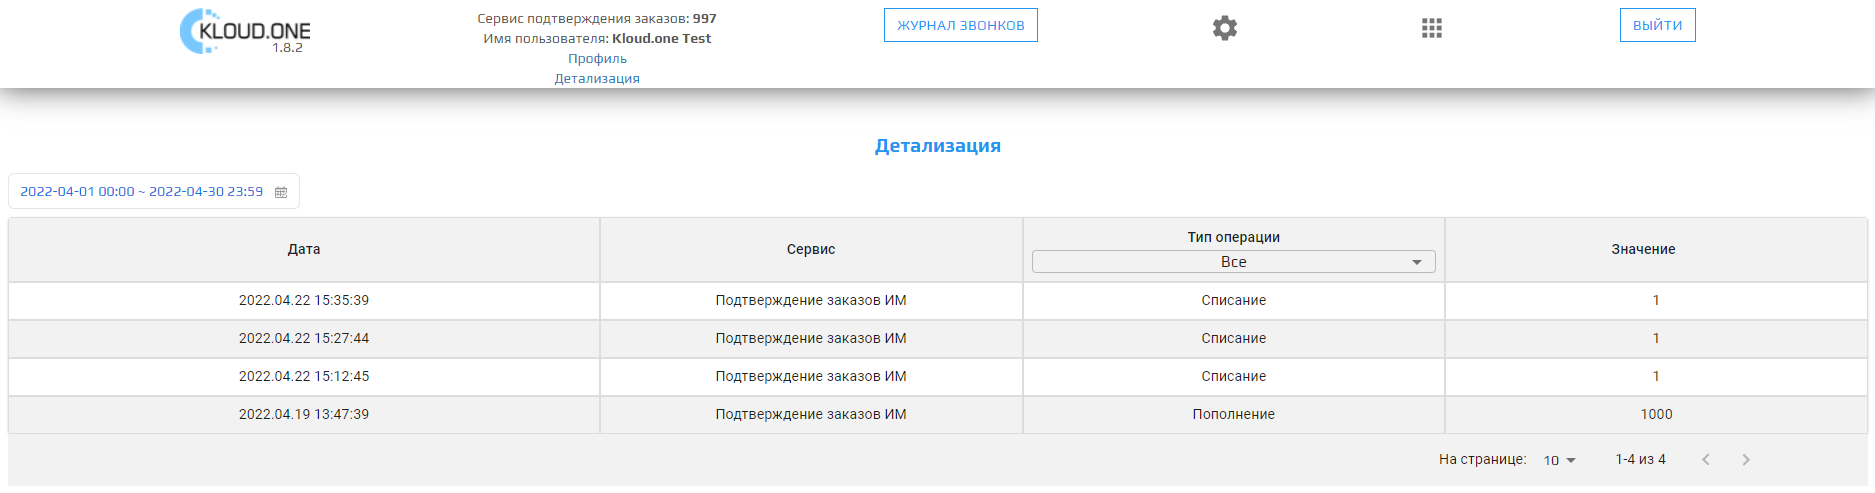 KLOUD.ONE
1.8.2
Сервис подтверждения заказов: 997
Имя пользователя: Kloud.one Test
Профиль
Детализация
ЖУРНАЛ ЗВОНКОВ
ВЫЙТИ
Детализация
2022-04-01 00:00 ~ 2022-04-30 23:59
Дата Сервис Тип операции Значение
Все
2022.04.22 15:35:39 Подтверждение заказов ИМ Списание 1
2022.04.22 15:27:44 Подтверждение заказов ИМ Списание 1
2022.04.22 15:12:45 Подтверждение заказов ИМ Списание 1
2022.04.19 13:47:39 Подтверждение заказов ИМ Пополнение 1000
На странице: 10 1-4 из 4